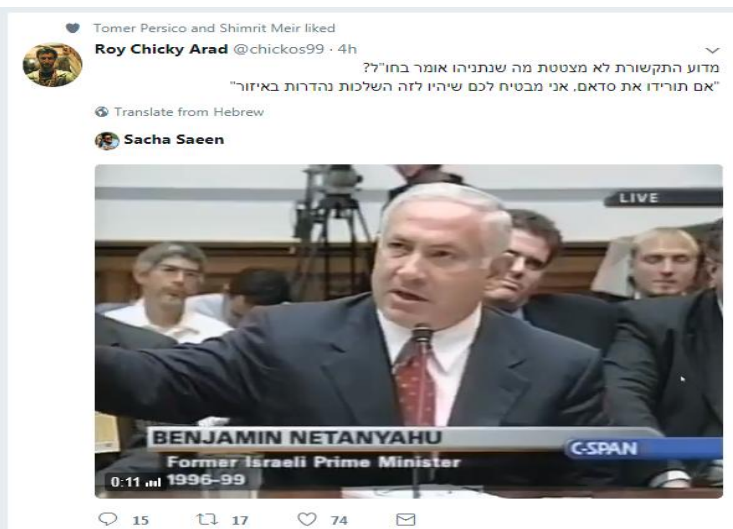 Tomer Persico and Shimrit Meir liked
Roy Chicky Arad @chickos99 · 4h
מדוע התקשורת לא מצטטת מה שנתניהו אומר בחו"ל?
"אם תורידו את סדאם, אני מבטיח לכם שיהיו לזה השלכות נהדרות באיזור"
Translate from Hebrew
Sacha Saeen
LIVE
BENJAMIN NETANYAHU
C-SPAN
Former Israeli Prime Minister
0:11 1996-99
15 17 74